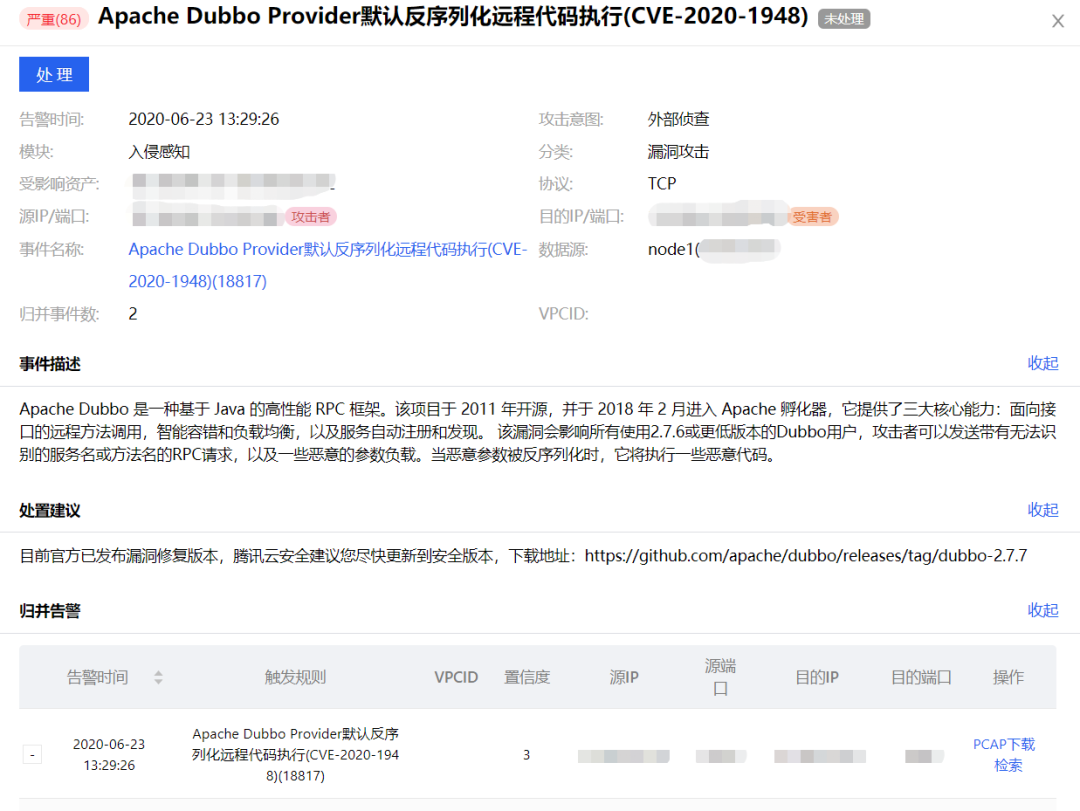 严重(86) Apache Dubbo Provider默认反序列化远程代码执行(CVE-2020-1948) 未处理
处 理
告警时间: 2020-06-23 13:29:26 攻击意图: 外部侦查
模块: 入侵感知 分类: 漏洞攻击
受影响资产: 协议: TCP
源IP/端口: 攻击者 目的IP/端口: 受害者
事件名称: Apache Dubbo Provider默认反序列化远程代码执行(CVE- 数据源: node1(
2020-1948)(18817)
归并事件数: 2 VPCID:
事件描述 收起
Apache Dubbo 是一种基于 Java 的高性能 RPC 框架。该项目于 2011 年开源，并于 2018 年 2 月进入 Apache 孵化器，它提供了三大核心能力：面向接
口的远程方法调用，智能容错和负载均衡，以及服务自动注册和发现。 该漏洞会影响所有使用2.7.6或更低版本的Dubbo用户，攻击者可以发送带有无法识
别的服务名或方法名的RPC请求，以及一些恶意的参数负载。当恶意参数被反序列化时，它将执行一些恶意代码。
处置建议 收起
目前官方已发布漏洞修复版本，腾讯云安全建议您尽快更新到安全版本，下载地址：https://github.com/apache/dubbo/releases/tag/dubbo-2.7.7
归并告警 收起
告警时间 触发规则 VPCID 置信度 源IP 源端 目的IP 目的端口 操作
口
Apache Dubbo Provider默认反序
2020-06-23 列化远程代码执行(CVE-2020-194 3 PCAP下载
13:29:26 8)(18817) 检索